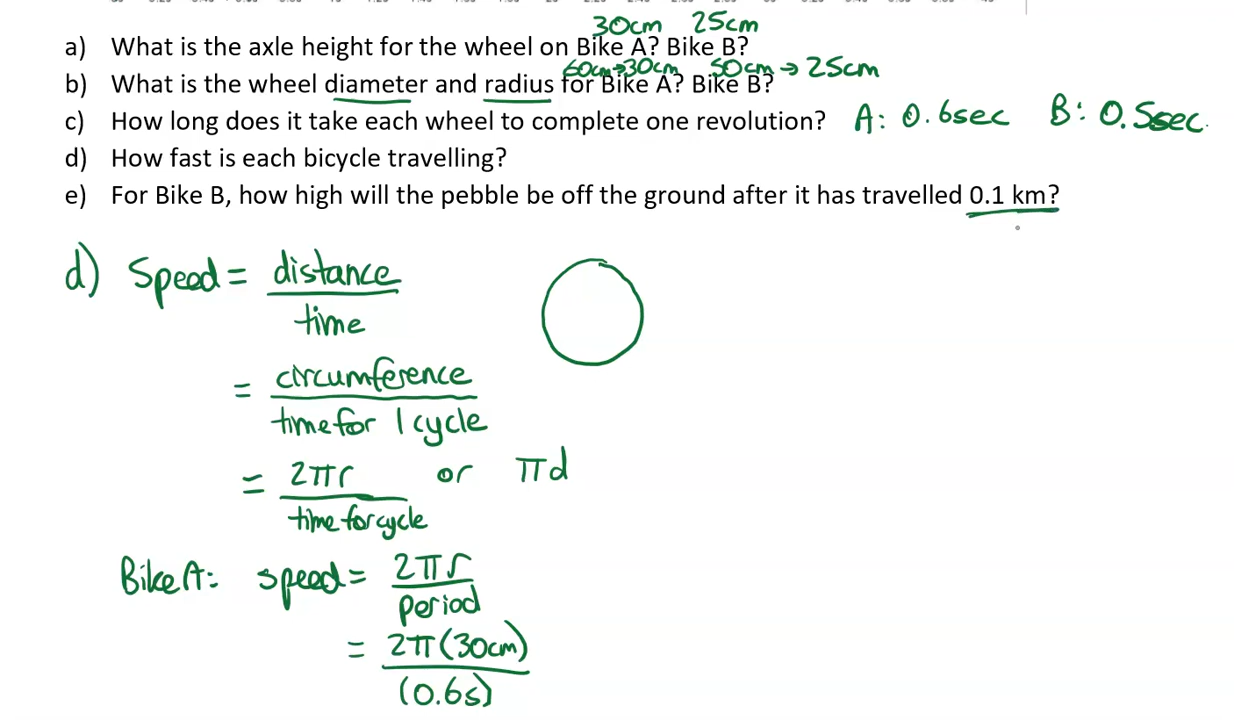 30cm 25cm
a) What is the axle height for the wheel on Bike A? Bike B?
60cm→30cm 50cm → 25cm
b) What is the wheel diameter and radius for Bike A? Bike B?
c) How long does it take each wheel to complete one revolution? A: 0.6sec B: 0.5sec.
d) How fast is each bicycle travelling?
e) For Bike B, how high will the pebble be off the ground after it has travelled 0.1 km?
d) Speed = distance
time
= circumference
time for 1 cycle
= 2πr or πd
time for cycle
Bike A: speed = 2πr
period
= 2π(30cm)
(0.6s)